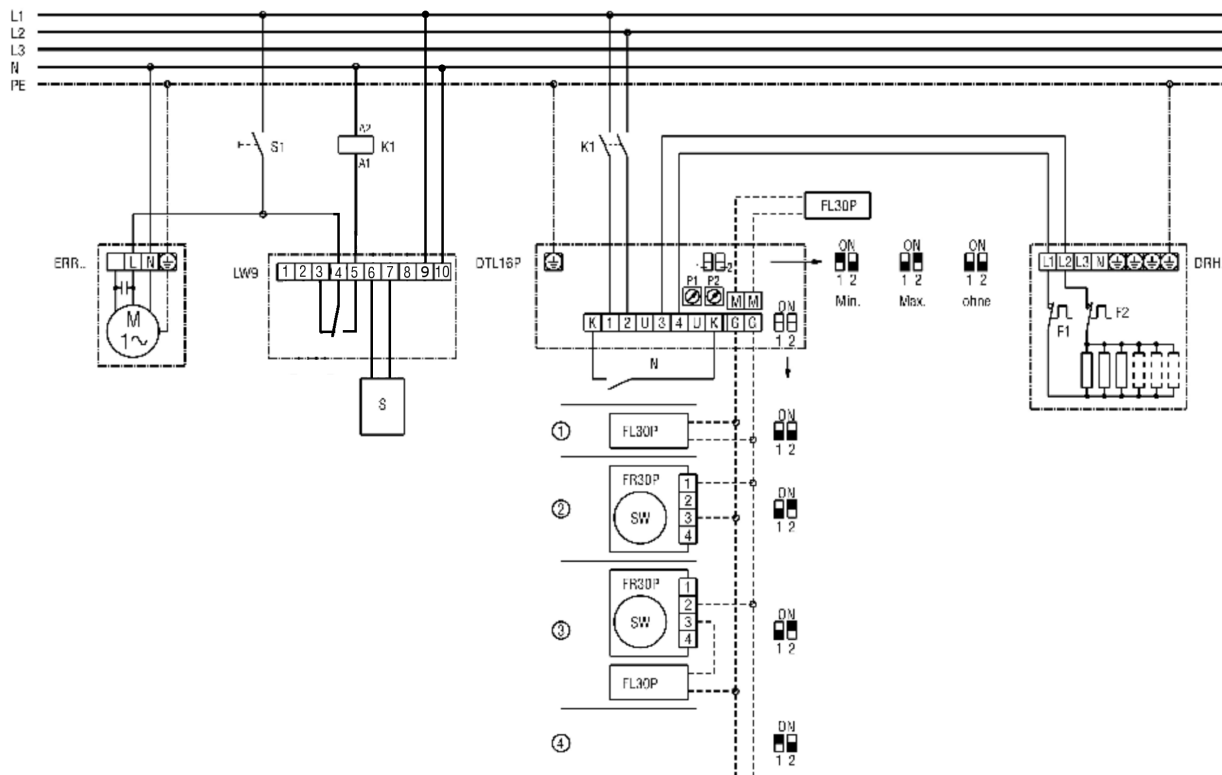 L1
L2
L3
N
PE
A2
S1
K1
A1
K1
FL30P
ERR..
L N
M
1~
LW9
1 2 3 4 5 6 7 8 9 10
S
DTL16P
2
P1 P2
M M
K 1 2 U 3 4 U K G G
N
ON
1 2
ON
1 2
Min.
ON
1 2
Max.
ON
1 2
ohne
L1 L2 L3 N
DRH
F1
F2
1
FL30P
ON
1 2
2
FR30P
SW
1
2
3
4
ON
1 2
3
FR30P
SW
1
2
3
4
FL30P
ON
1 2
4
ON
1 2